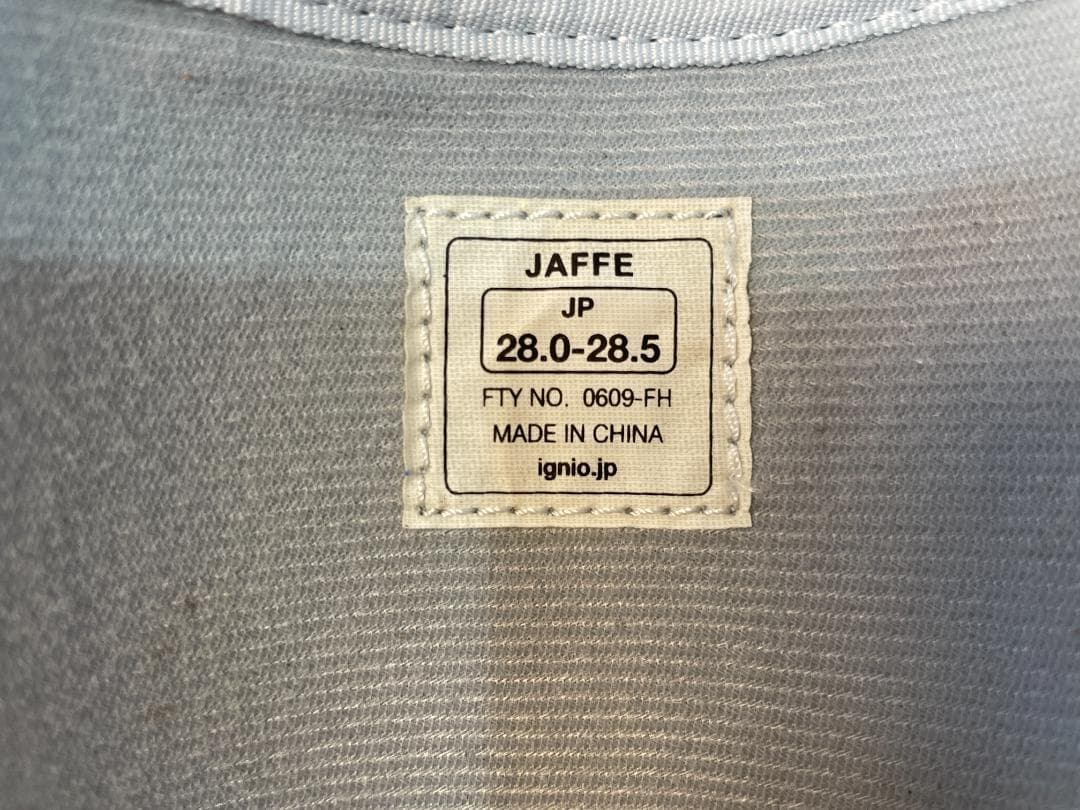 JAFFE
JP
28.0-28.5
FTY NO. 0609-FH
MADE IN CHINA
ignio.jp